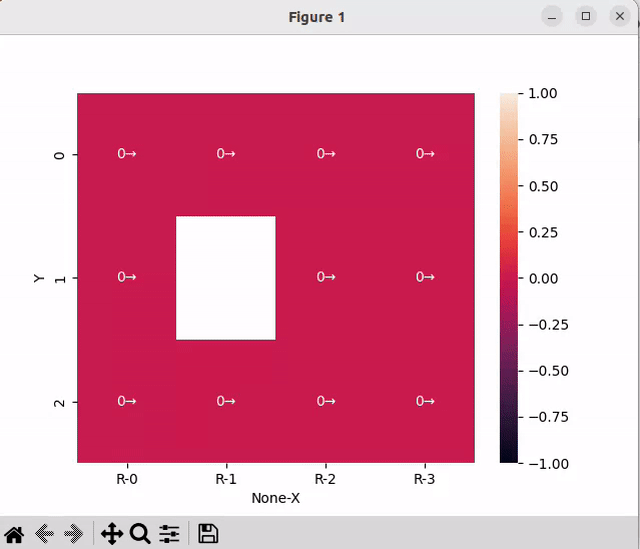 Figure 1
1.00
0 0→ 0→ 0→ 0→
0.75
0.50
0.25
Y 1 0→ 0→ 0→
0.00
−0.25
−0.50
2 0→ 0→ 0→ 0→
−0.75
−1.00
R-0 R-1 R-2 R-3
None-X